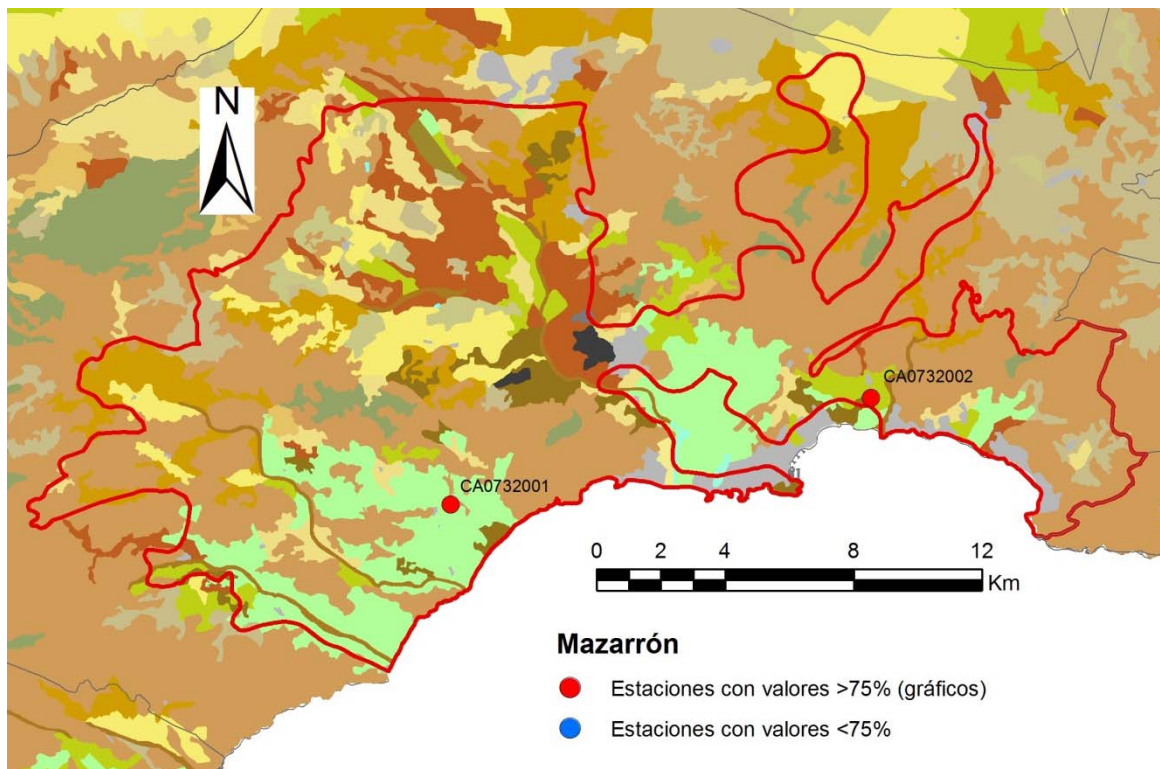 N
CA0732002
CA0732001
0 2 4 8 12
Km
Mazarrón
Estaciones con valores >75% (gráficos)
Estaciones con valores <75%